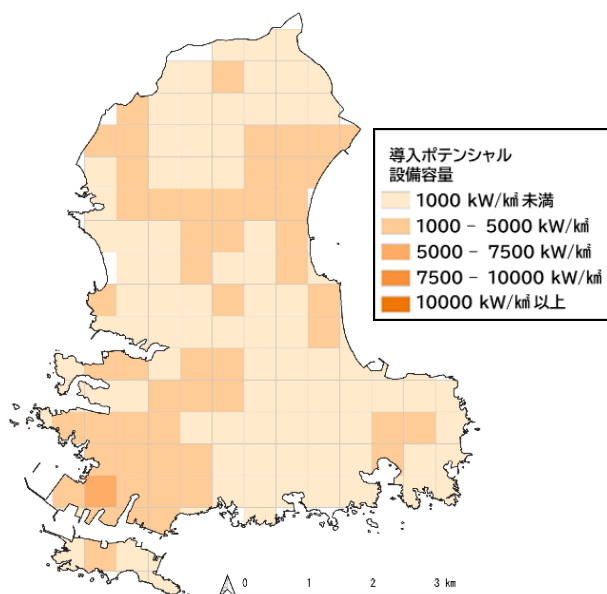 導入ポテンシャル
設備容量
1000 kW/㎢ 未満
1000 － 5000 kW/㎢
5000 － 7500 kW/㎢
7500 － 10000 kW/㎢
10000 kW/㎢ 以上
0 1 2 3 km